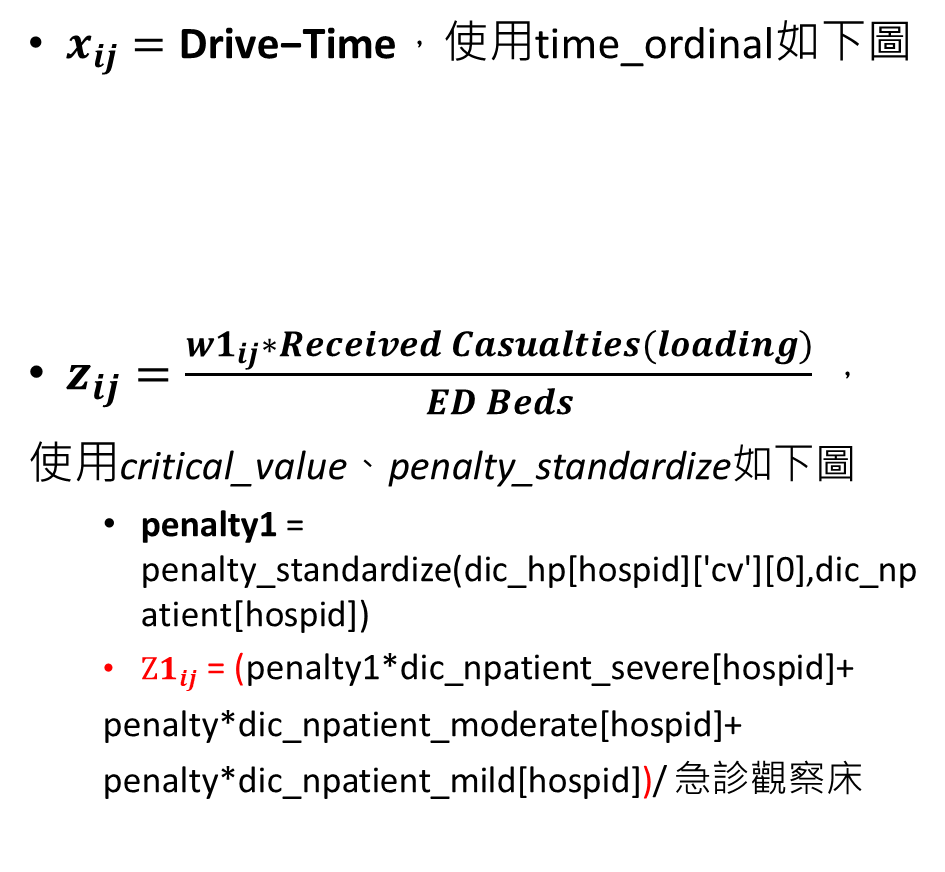 • x_ij = Drive−Time，使用time_ordinal如下圖
• z_ij = w1_ij*Received Casualties(loading) / ED Beds ，
使用critical_value、penalty_standardize如下圖
• penalty1 =
penalty_standardize(dic_hp[hospid]['cv'][0],dic_np
atient[hospid])
• Z1_ij = (penalty1*dic_npatient_severe[hospid]+
penalty*dic_npatient_moderate[hospid]+
penalty*dic_npatient_mild[hospid])/ 急診觀察床